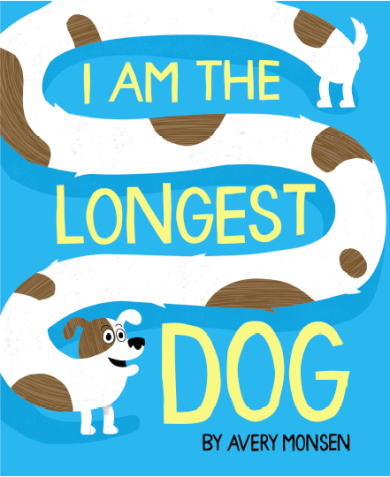 I AM THE
LONGEST
DOG
BY AVERY MONSEN